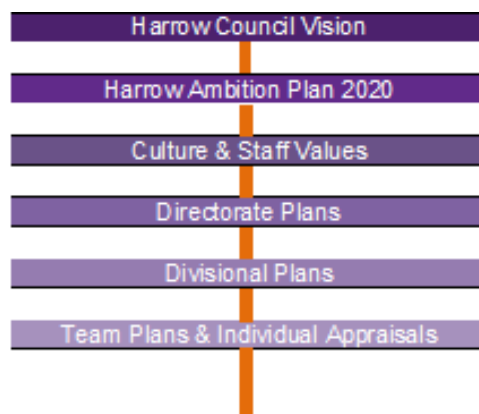 Harrow Council Vision
Harrow Ambition Plan 2020
Culture & Staff Values
Directorate Plans
Divisional Plans
Team Plans & Individual Appraisals